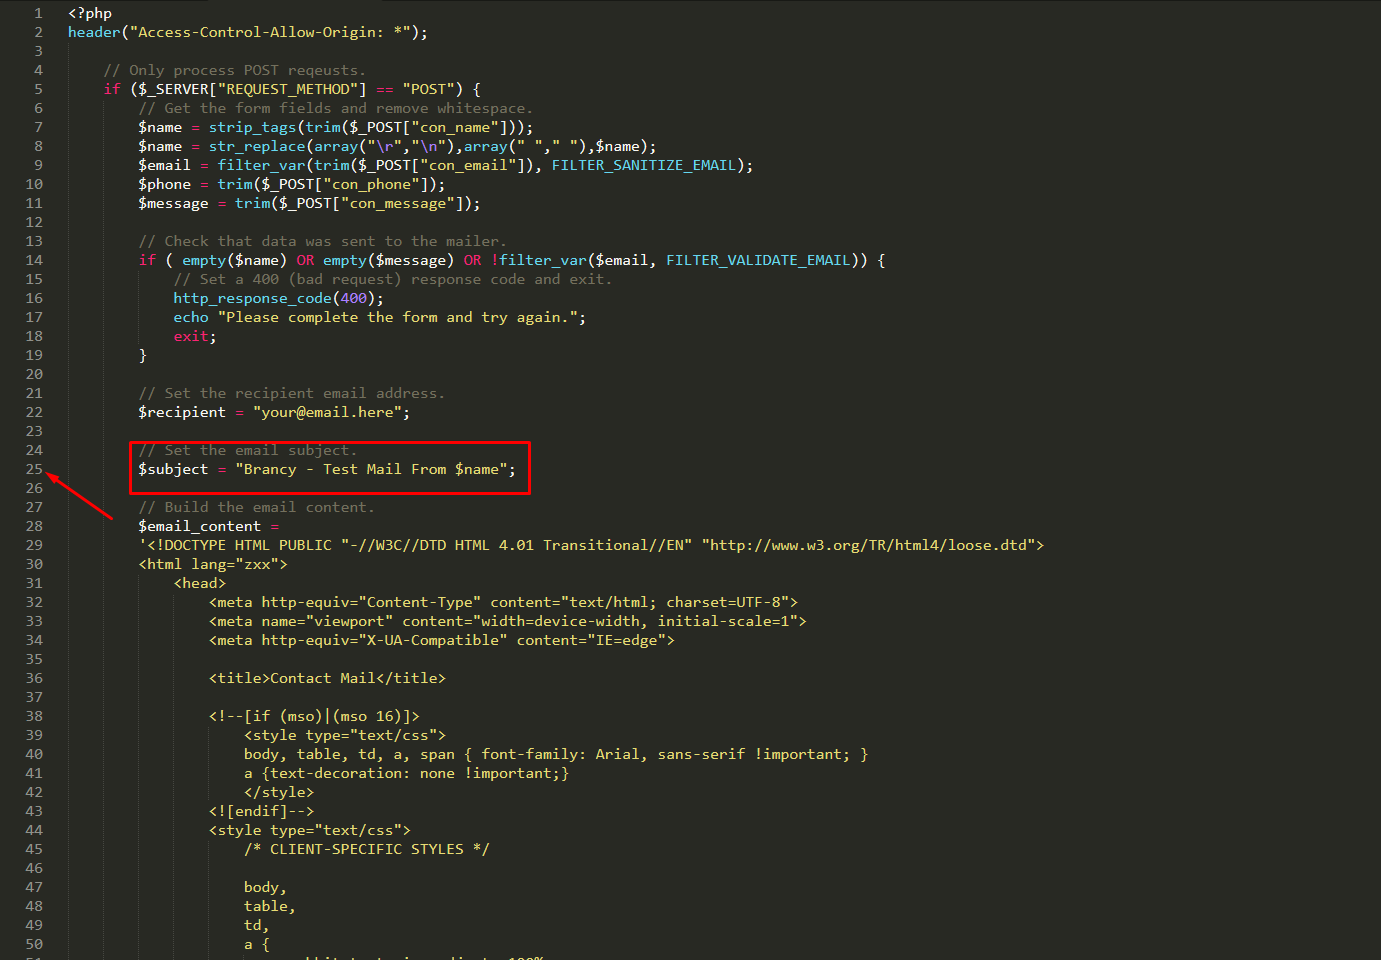 1 <?php
2 header("Access-Control-Allow-Origin: *");
3
4 // Only process POST reqeusts.
5 if ($_SERVER["REQUEST_METHOD"] == "POST") {
6 // Get the form fields and remove whitespace.
7 $name = strip_tags(trim($_POST["con_name"]));
8 $name = str_replace(array("\r","\n"),array(" "," "),$name);
9 $email = filter_var(trim($_POST["con_email"]), FILTER_SANITIZE_EMAIL);
10 $phone = trim($_POST["con_phone"]);
11 $message = trim($_POST["con_message"]);
12
13 // Check that data was sent to the mailer.
14 if ( empty($name) OR empty($message) OR !filter_var($email, FILTER_VALIDATE_EMAIL)) {
15 // Set a 400 (bad request) response code and exit.
16 http_response_code(400);
17 echo "Please complete the form and try again.";
18 exit;
19 }
20
21 // Set the recipient email address.
22 $recipient = "your@email.here";
23
24 // Set the email subject.
25 $subject = "Brancy - Test Mail From $name";
26
27 // Build the email content.
28 $email_content =
29 '<!DOCTYPE HTML PUBLIC "-//W3C//DTD HTML 4.01 Transitional//EN" "http://www.w3.org/TR/html4/loose.dtd">
30 <html lang="zxx">
31 <head>
32 <meta http-equiv="Content-Type" content="text/html; charset=UTF-8">
33 <meta name="viewport" content="width=device-width, initial-scale=1">
34 <meta http-equiv="X-UA-Compatible" content="IE=edge">
35
36 <title>Contact Mail</title>
37
38 <!--[if (mso)|(mso 16)]>
39 <style type="text/css">
40 body, table, td, a, span { font-family: Arial, sans-serif !important; }
41 a {text-decoration: none !important;}
42 </style>
43 <![endif]-->
44 <style type="text/css">
45 /* CLIENT-SPECIFIC STYLES */
46
47 body,
48 table,
49 td,
50 a {